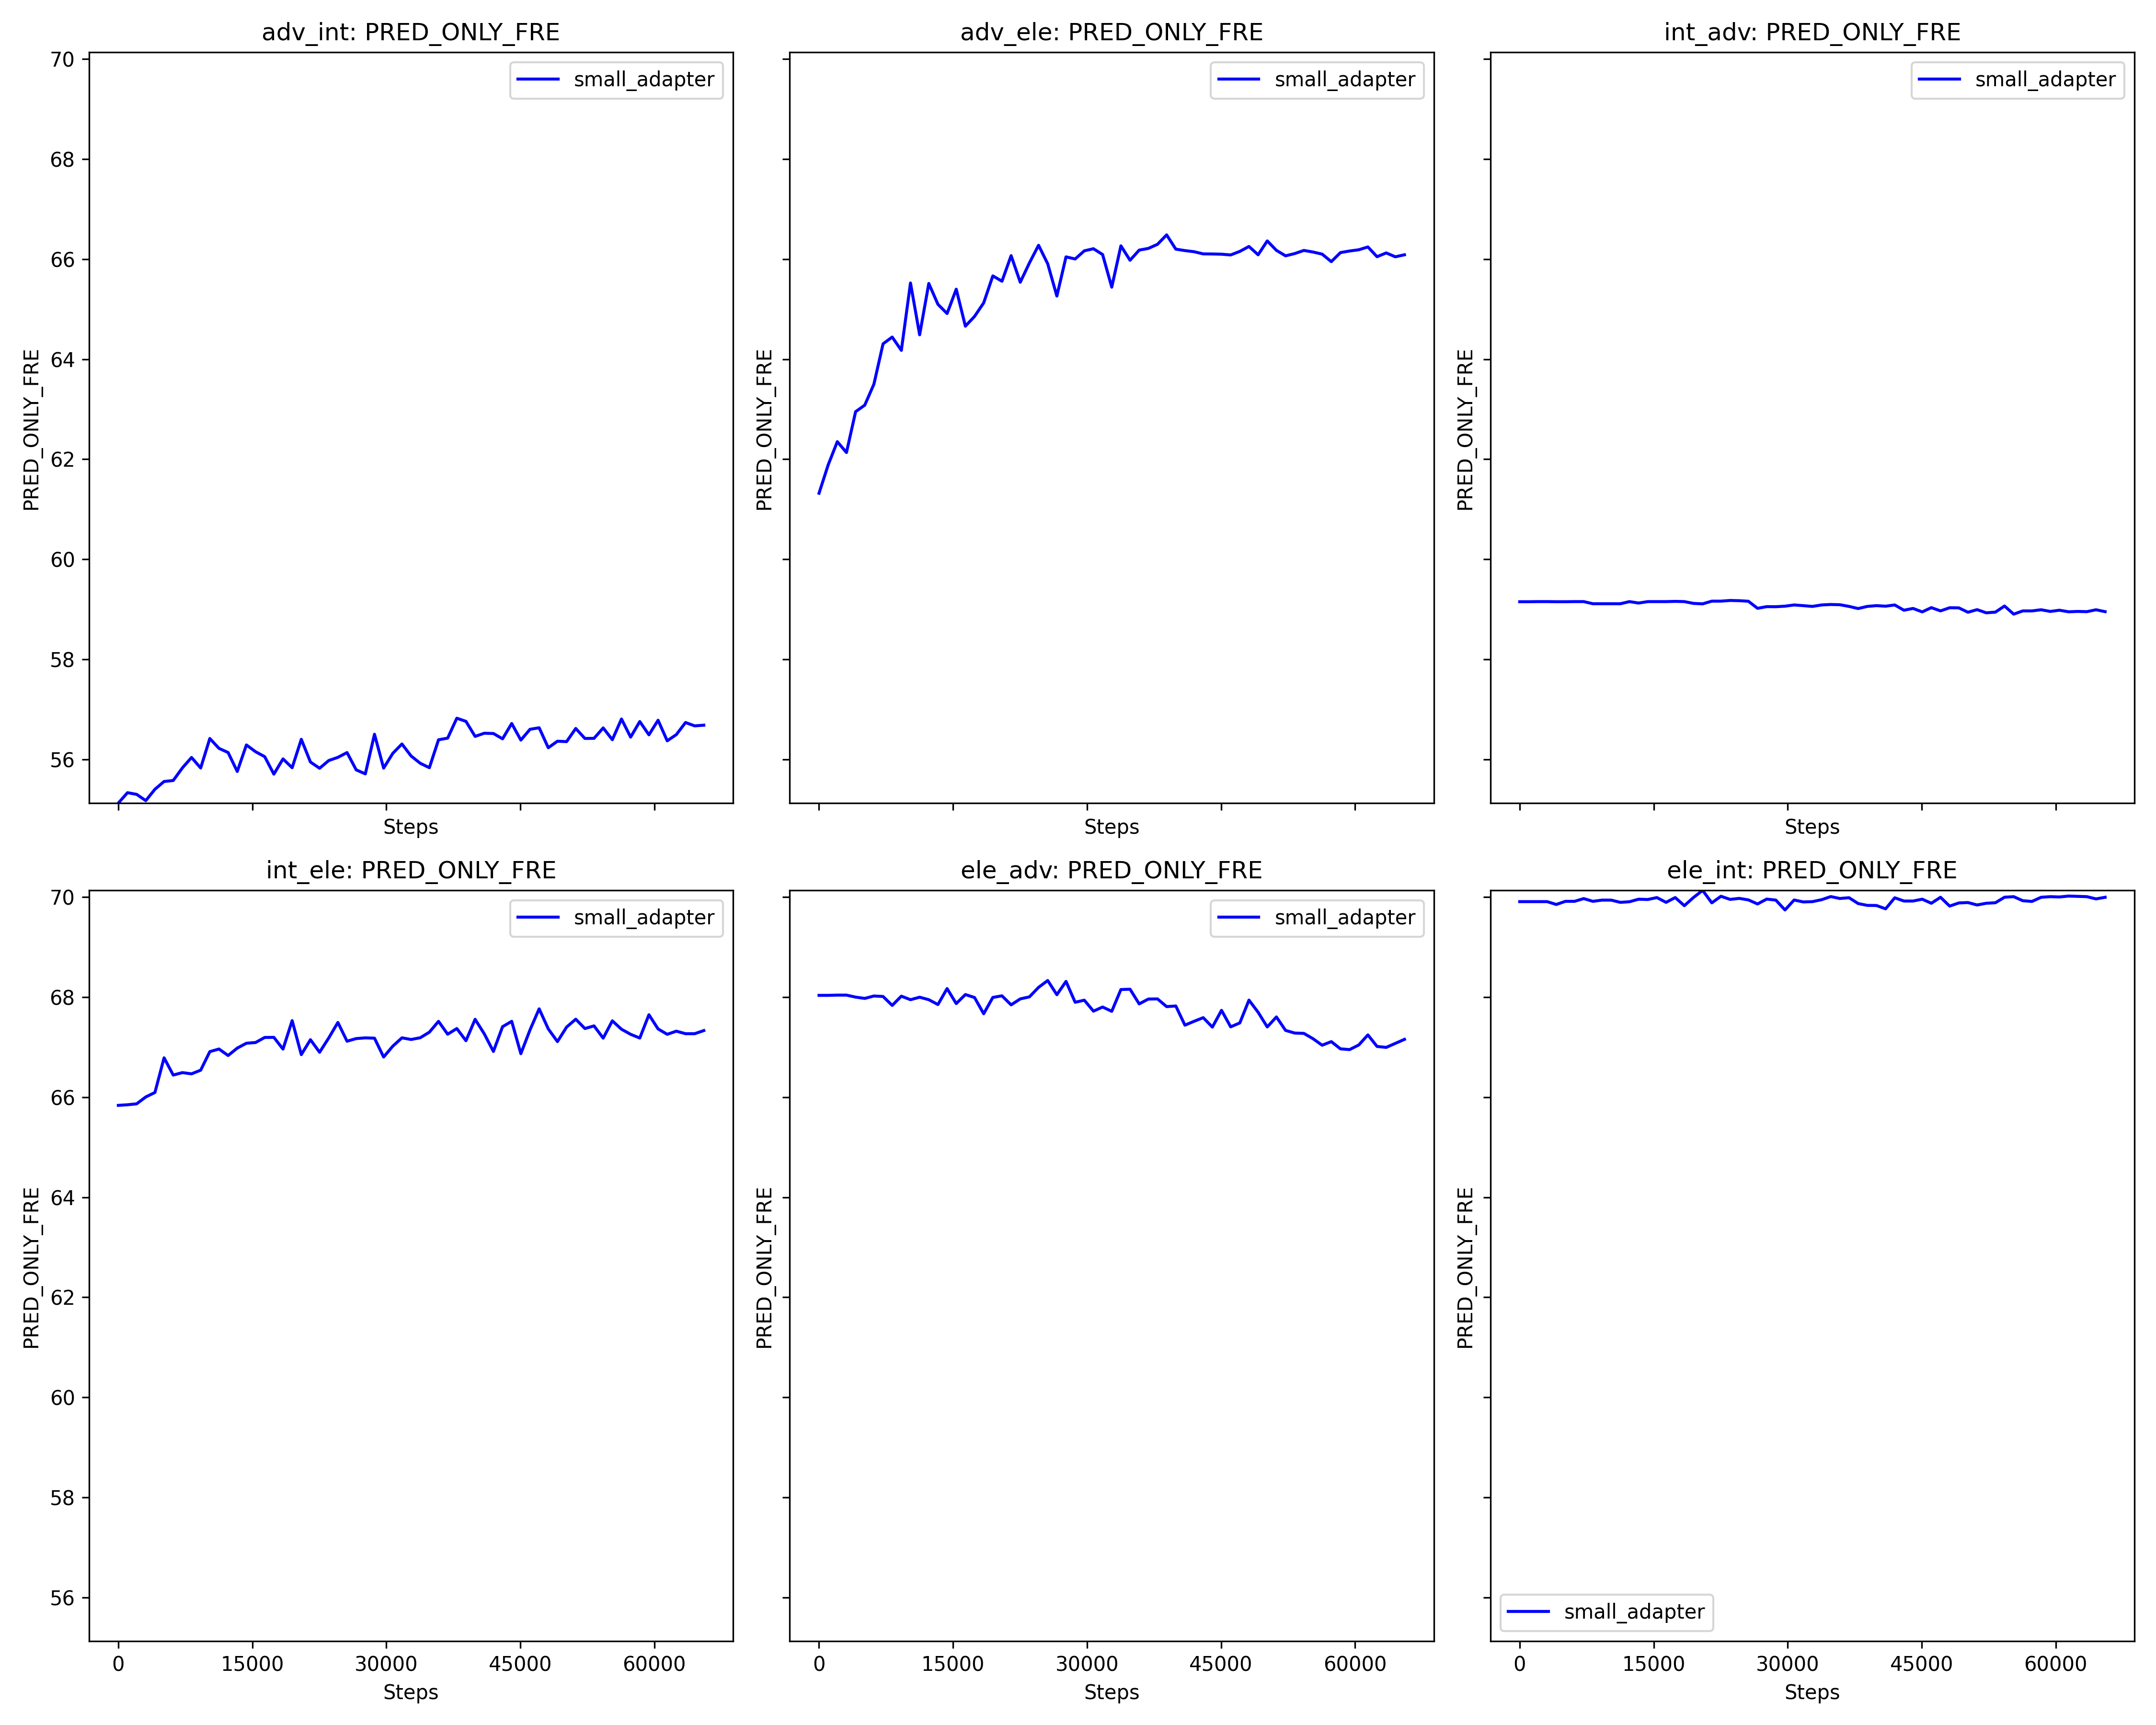 adv_int: PRED_ONLY_FRE
adv_ele: PRED_ONLY_FRE
int_adv: PRED_ONLY_FRE
small_adapter
small_adapter
small_adapter
70
68
66
64
62
60
58
56
PRED_ONLY_FRE
PRED_ONLY_FRE
PRED_ONLY_FRE
Steps
Steps
Steps
int_ele: PRED_ONLY_FRE
ele_adv: PRED_ONLY_FRE
ele_int: PRED_ONLY_FRE
small_adapter
small_adapter
small_adapter
70
68
66
64
62
60
58
56
PRED_ONLY_FRE
PRED_ONLY_FRE
PRED_ONLY_FRE
0 15000 30000 45000 60000
0 15000 30000 45000 60000
0 15000 30000 45000 60000
Steps
Steps
Steps